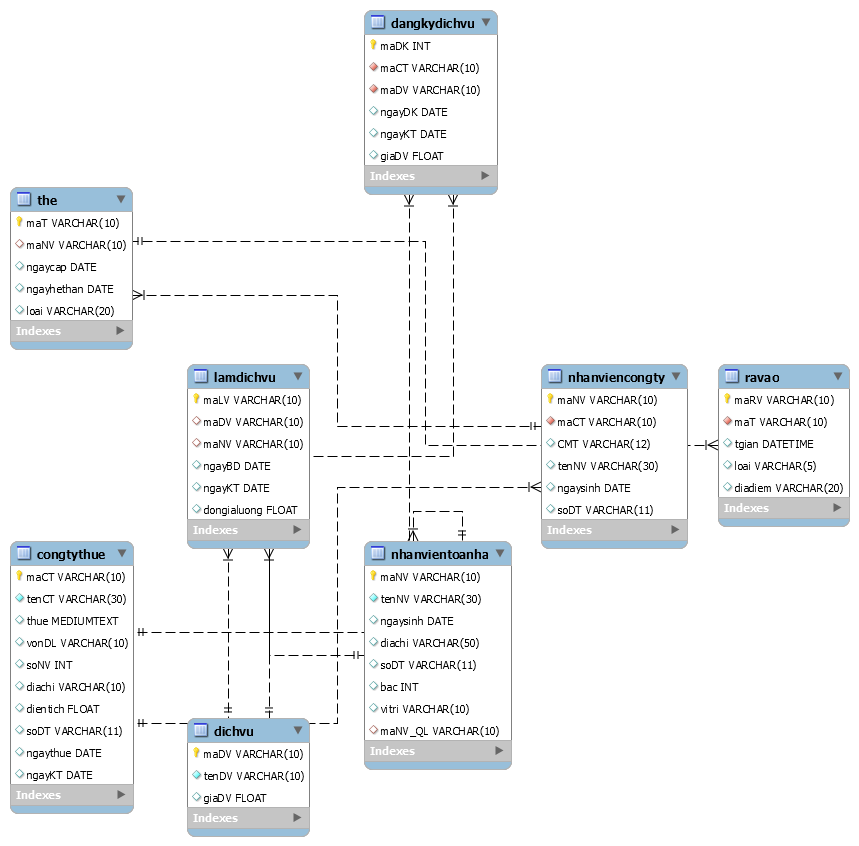 dangkydichvu
maDK INT
maCT VARCHAR(10)
maDV VARCHAR(10)
ngayDK DATE
ngayKT DATE
giaDV FLOAT
Indexes
the
maT VARCHAR(10)
maNV VARCHAR(10)
ngaycap DATE
ngayhethan DATE
loai VARCHAR(20)
Indexes
lamdichvu
maLV VARCHAR(10)
maDV VARCHAR(10)
maNV VARCHAR(10)
ngayBD DATE
ngayKT DATE
dongialuong FLOAT
Indexes
nhanviencongty
maNV VARCHAR(10)
maCT VARCHAR(10)
CMT VARCHAR(12)
tenNV VARCHAR(30)
ngaysinh DATE
soDT VARCHAR(11)
Indexes
ravao
maRV VARCHAR(10)
maT VARCHAR(10)
tgian DATETIME
loai VARCHAR(5)
diadiem VARCHAR(20)
Indexes
congtythue
maCT VARCHAR(10)
tenCT VARCHAR(30)
thue MEDIUMTEXT
vonDL VARCHAR(10)
soNV INT
diachi VARCHAR(10)
dientich FLOAT
soDT VARCHAR(11)
ngaythue DATE
ngayKT DATE
Indexes
nhanvientoanha
maNV VARCHAR(10)
tenNV VARCHAR(30)
ngaysinh DATE
diachi VARCHAR(50)
soDT VARCHAR(11)
bac INT
vitri VARCHAR(10)
maNV_QL VARCHAR(10)
Indexes
dichvu
maDV VARCHAR(10)
tenDV VARCHAR(10)
giaDV FLOAT
Indexes